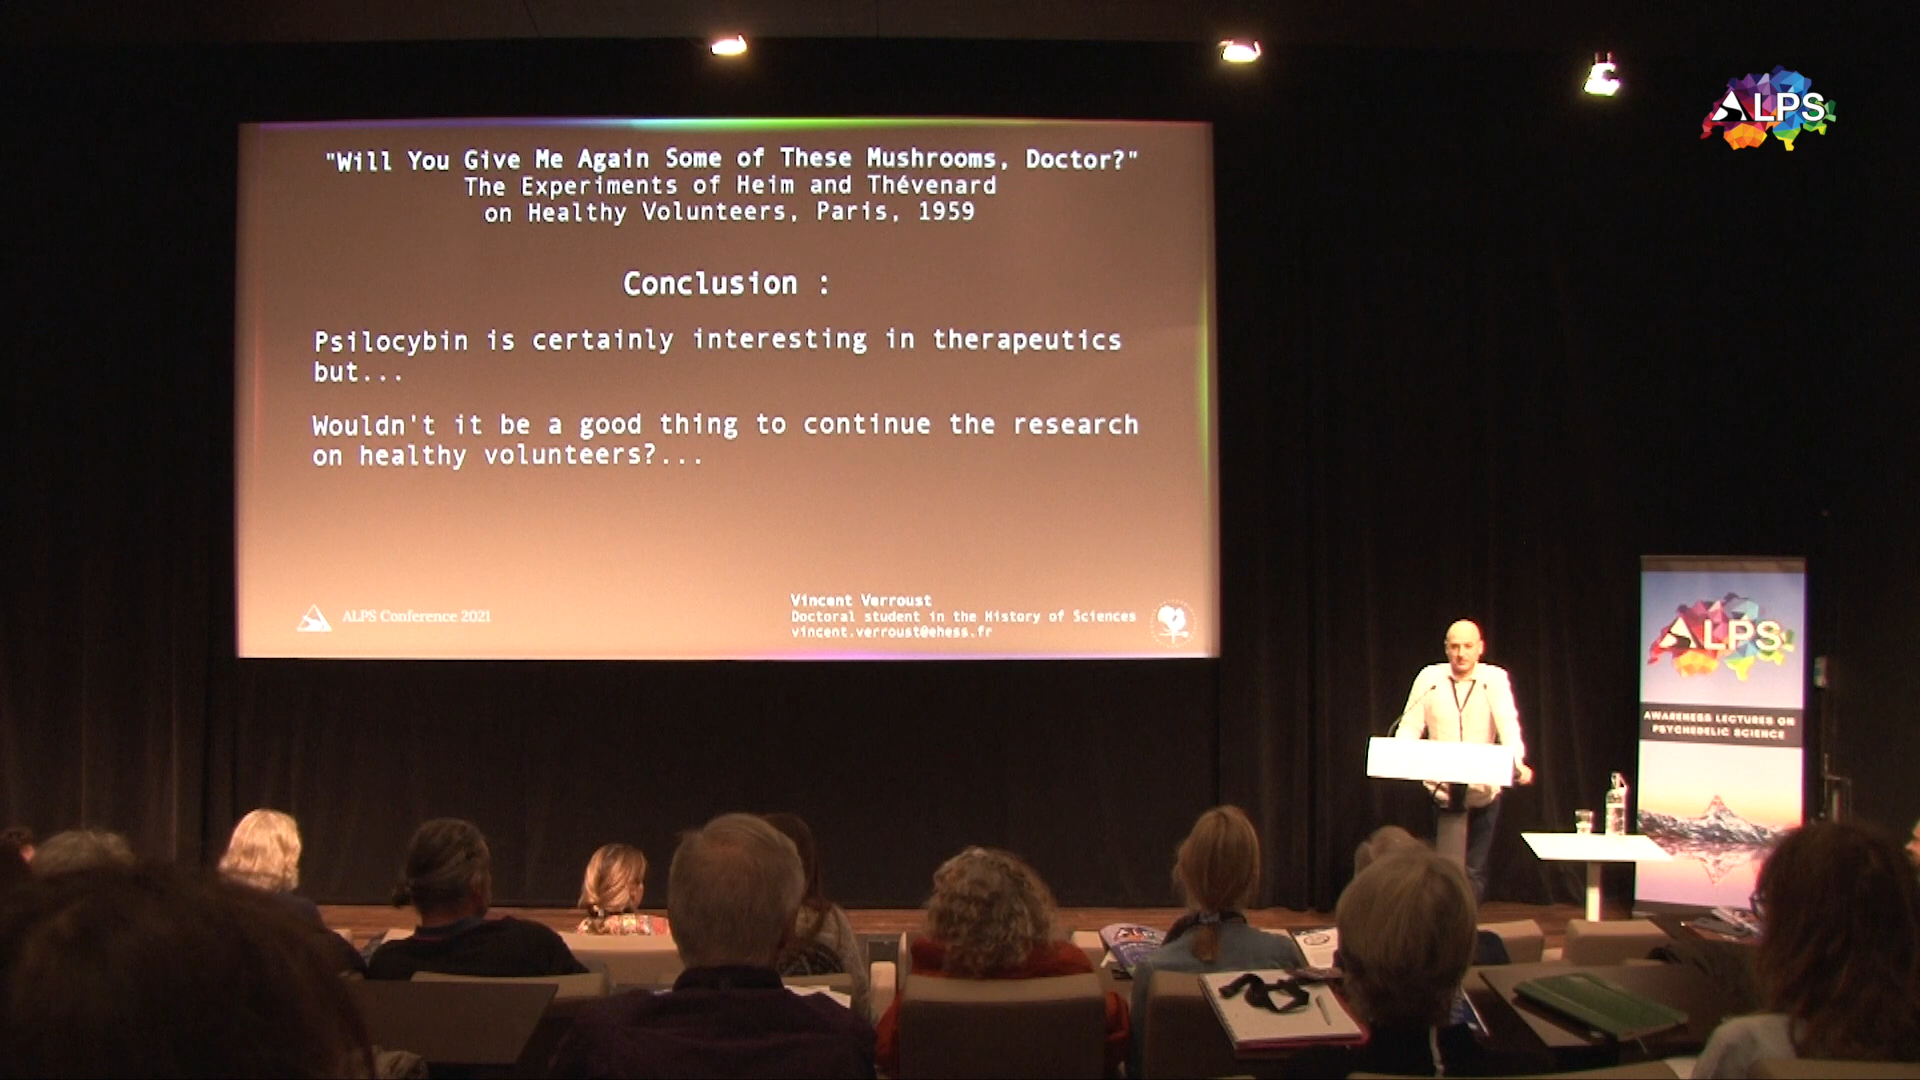 ALPS
"Will You Give Me Again Some of These Mushrooms, Doctor?"
The Experiments of Heim and Thévenard
on Healthy Volunteers, Paris, 1959
Conclusion :
Psilocybin is certainly interesting in therapeutics
but...
Wouldn't it be a good thing to continue the research
on healthy volunteers?...
ALPS Conference 2021
Vincent Verroust
Doctoral student in the History of Sciences
vincent.verroust@ehess.fr
ALPS
AWARENESS LECTURES ON
PSYCHEDELIC SCIENCE